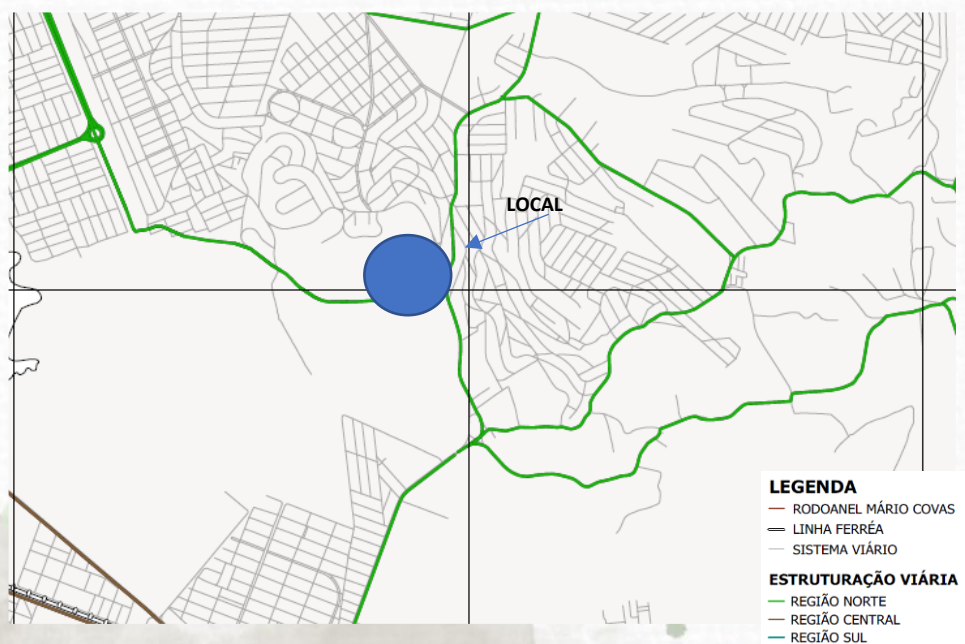 LOCAL
LEGENDA
RODOANEL MÁRIO COVAS
LINHA FERRÉA
SISTEMA VIÁRIO
ESTRUTURAÇÃO VIÁRIA
REGIÃO NORTE
REGIÃO CENTRAL
REGIÃO SUL